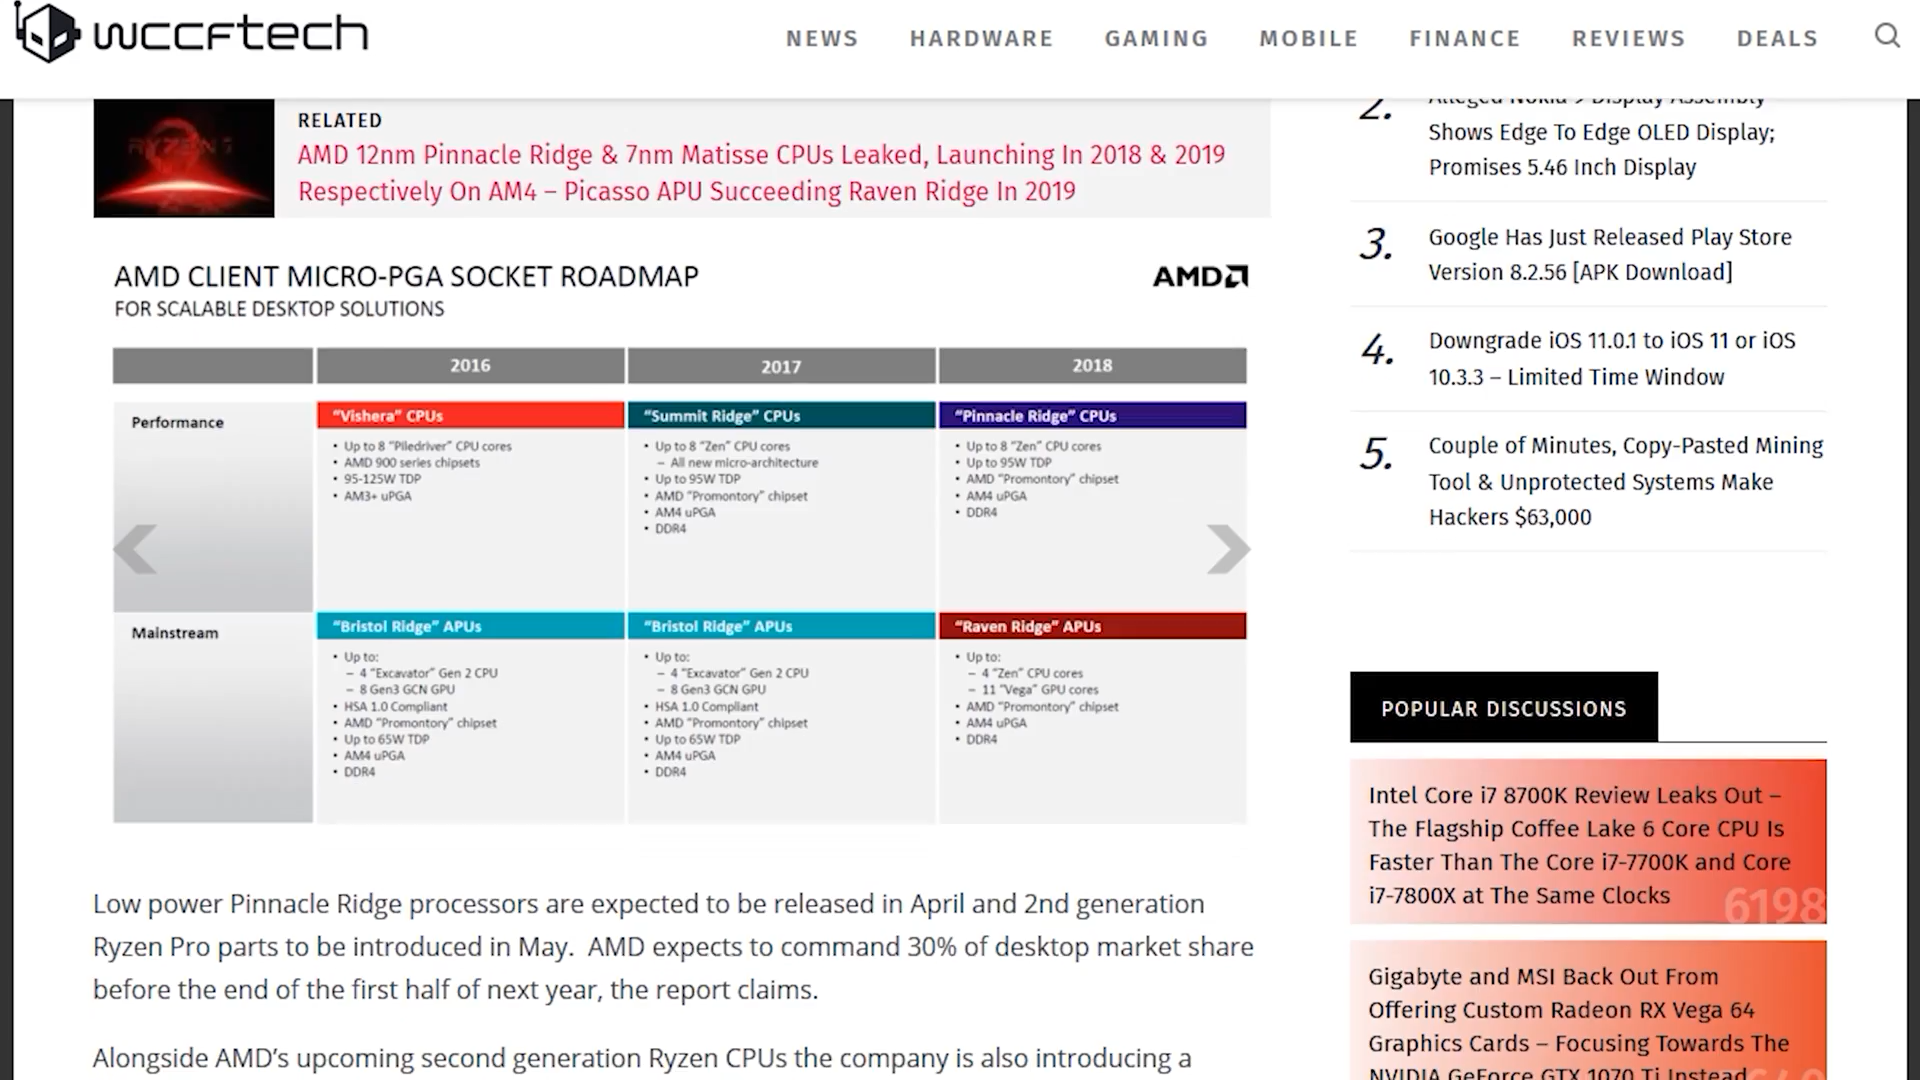 wccftech
NEWS HARDWARE GAMING MOBILE FINANCE REVIEWS DEALS
RELATED
AMD 12nm Pinnacle Ridge & 7nm Matisse CPUs Leaked, Launching In 2018 & 2019
Respectively On AM4 – Picasso APU Succeeding Raven Ridge In 2019
AMD CLIENT MICRO-PGA SOCKET ROADMAP
FOR SCALABLE DESKTOP SOLUTIONS
AMD
2016 2017 2018
Performance
"Vishera" CPUs
• Up to 8 "Piledriver" CPU cores
• AMD 900 series chipsets
• 95-125W TDP
• AM3+ uPGA
"Summit Ridge" CPUs
• Up to 8 "Zen" CPU cores
– All new micro-architecture
• Up to 95W TDP
• AMD "Promontory" chipset
• AM4 uPGA
• DDR4
"Pinnacle Ridge" CPUs
• Up to 8 "Zen" CPU cores
• Up to 95W TDP
• AMD "Promontory" chipset
• AM4 uPGA
• DDR4
Mainstream
"Bristol Ridge" APUs
• Up to:
– 4 "Excavator" Gen 2 CPU
– 8 Gen3 GCN GPU
• HSA 1.0 Compliant
• AMD "Promontory" chipset
• Up to 65W TDP
• AM4 uPGA
• DDR4
"Bristol Ridge" APUs
• Up to:
– 4 "Excavator" Gen 2 CPU
– 8 Gen3 GCN GPU
• HSA 1.0 Compliant
• AMD "Promontory" chipset
• Up to 65W TDP
• AM4 uPGA
• DDR4
"Raven Ridge" APUs
• Up to:
– 4 "Zen" CPU cores
– 11 "Vega" GPU cores
• AMD "Promontory" chipset
• AM4 uPGA
• DDR4
Low power Pinnacle Ridge processors are expected to be released in April and 2nd generation
Ryzen Pro parts to be introduced in May. AMD expects to command 30% of desktop market share
before the end of the first half of next year, the report claims.
Alongside AMD's upcoming second generation Ryzen CPUs the company is also introducing a
2. Alleged Nokia 9 Display Assembly
Shows Edge To Edge OLED Display;
Promises 5.46 Inch Display
3. Google Has Just Released Play Store
Version 8.2.56 [APK Download]
4. Downgrade iOS 11.0.1 to iOS 11 or iOS
10.3.3 – Limited Time Window
5. Couple of Minutes, Copy-Pasted Mining
Tool & Unprotected Systems Make
Hackers $63,000
POPULAR DISCUSSIONS
Intel Core i7 8700K Review Leaks Out –
The Flagship Coffee Lake 6 Core CPU Is
Faster Than The Core i7-7700K and Core
i7-7800X at The Same Clocks
6198
Gigabyte and MSI Back Out From
Offering Custom Radeon RX Vega 64
Graphics Cards – Focusing Towards The
NVIDIA GeForce GTX 1070 Ti Instead